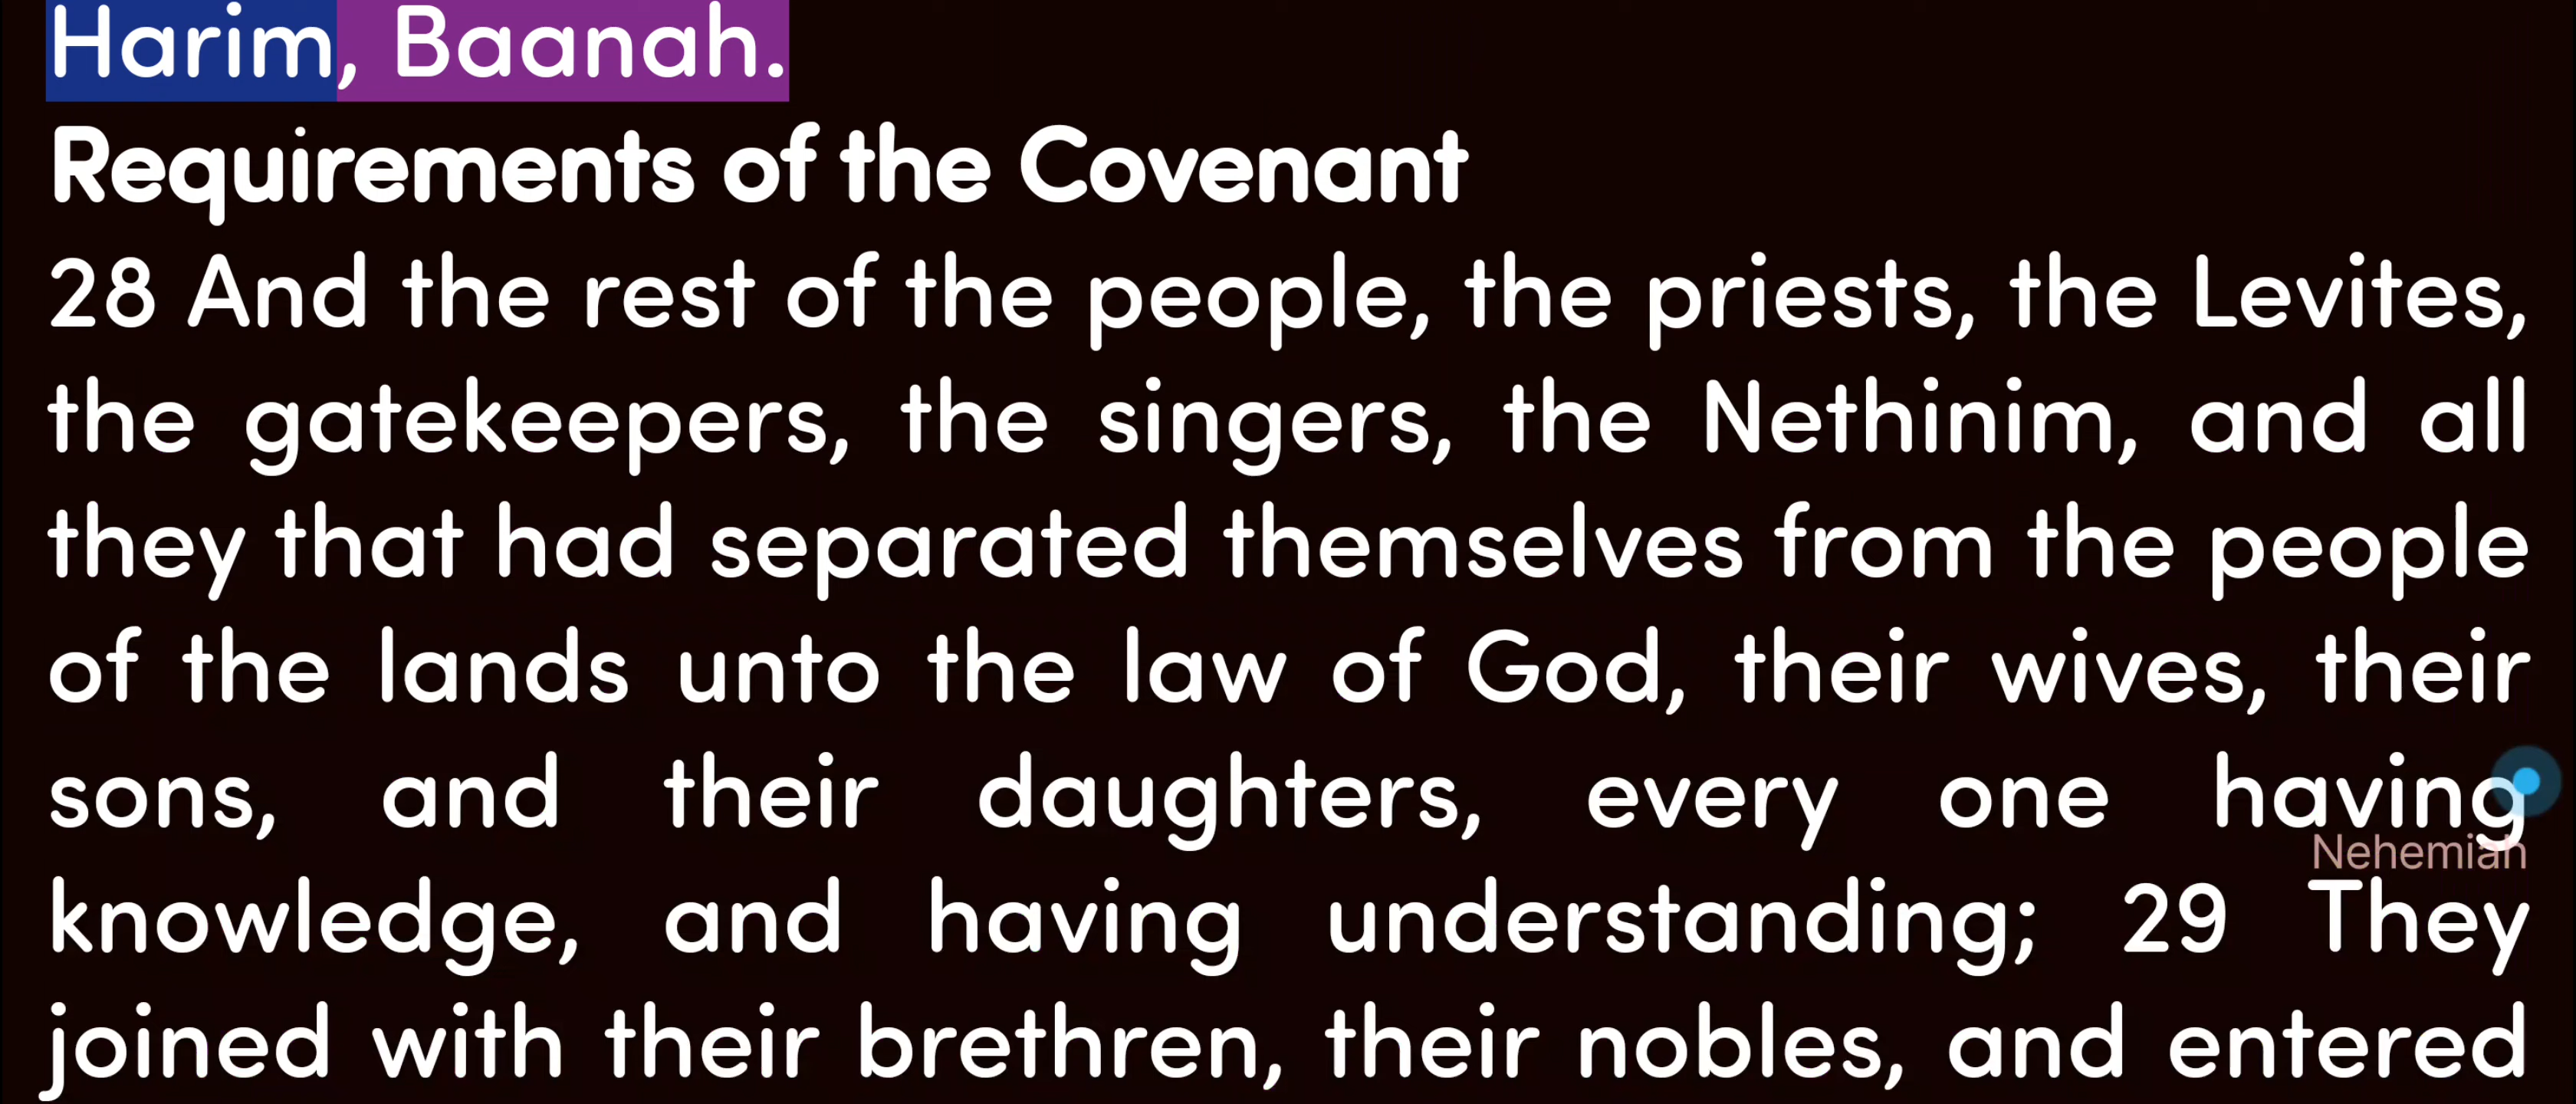 Harim, Baanah.
Requirements of the Covenant
28 And the rest of the people, the priests, the Levites,
the gatekeepers, the singers, the Nethinim, and all
they that had separated themselves from the people
of the lands unto the law of God, their wives, their
sons, and their daughters, every one having
Nehemiah
knowledge, and having understanding; 29 They
joined with their brethren, their nobles, and entered